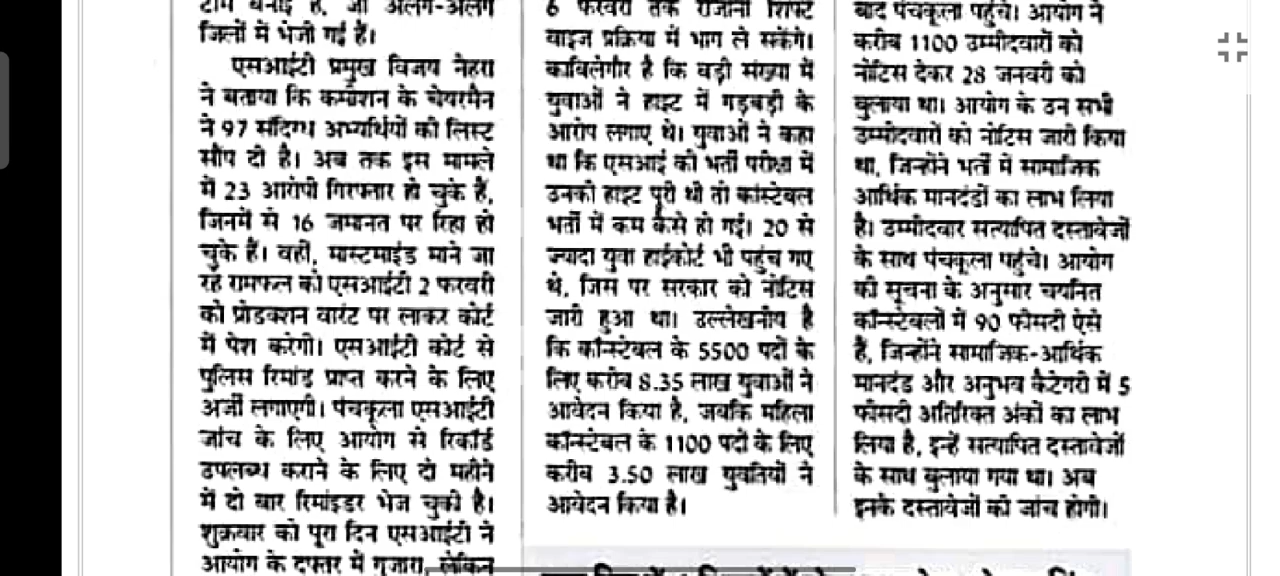 टीम बनाई है, जो अलग-अलग
जिलों में भेजी गई हैं।
एसआईटी प्रमुख विजय नेहरा
ने बताया कि कमीशन के चेयरमैन
ने 97 संदिग्ध अभ्यर्थियों की लिस्ट
सौंप दी है। अब तक इस मामले
में 23 आरोपी गिरफ्तार हो चुके हैं,
जिनमें से 16 जमानत पर रिहा हो
चुके हैं। वहीं, मास्टमाइंड माने जा
रहे रामफल को एसआईटी 2 फरवरी
को प्रोडक्शन वारंट पर लाकर कोर्ट
में पेश करेगी। एसआईटी कोर्ट से
पुलिस रिमांड प्राप्त करने के लिए
अर्जी लगाएगी। पंचकूला एसआईटी
जांच के लिए आयोग से रिकॉर्ड
उपलब्ध कराने के लिए दो महीने
में दो बार रिमांइडर भेज चुकी है।
शुक्रवार को पूरा दिन एसआईटी ने
आयोग के दफ्तर में गुजारा, लेकिन
6 फरवरी तक रोजाना शिफ्ट
वाइज प्रक्रिया में भाग ले सकेंगे।
काबिलेगौर है कि बड़ी संख्या में
युवाओं ने हाइट में गड़बड़ी के
आरोप लगाए थे। युवाओं ने कहा
था कि एसआई की भर्ती परीक्षा में
उनकी हाइट पूरी थी तो कांस्टेबल
भर्ती में कम कैसे हो गई। 20 से
ज्यादा युवा हाईकोर्ट भी पहुंच गए
थे, जिस पर सरकार को नोटिस
जारी हुआ था। उल्लेखनीय है
कि कॉन्स्टेबल के 5500 पदों के
लिए करीब 8.35 लाख युवाओं ने
आवेदन किया है, जबकि महिला
कॉन्स्टेबल के 1100 पदों के लिए
करीब 3.50 लाख युवतियों ने
आवेदन किया है।
बाद पंचकूला पहुंचे। आयोग ने
करीब 1100 उम्मीदवारों को
नोटिस देकर 28 जनवरी को
बुलाया था। आयोग के उन सभी
उम्मीदवारों को नोटिस जारी किया
था, जिन्होंने भर्ती में सामाजिक
आर्थिक मानदंडों का लाभ लिया
है। उम्मीदवार सत्यापित दस्तावेजों
के साथ पंचकूला पहुंचे। आयोग
की सूचना के अनुसार चयनित
कॉन्स्टेबलों में 90 फीसदी ऐसे
हैं, जिन्होंने सामाजिक-आर्थिक
मानदंड और अनुभव कैटेगरी में 5
फीसदी अतिरिक्त अंकों का लाभ
लिया है, इन्हें सत्यापित दस्तावेजों
के साथ बुलाया गया था। अब
इनके दस्तावेजों की जांच होगी।